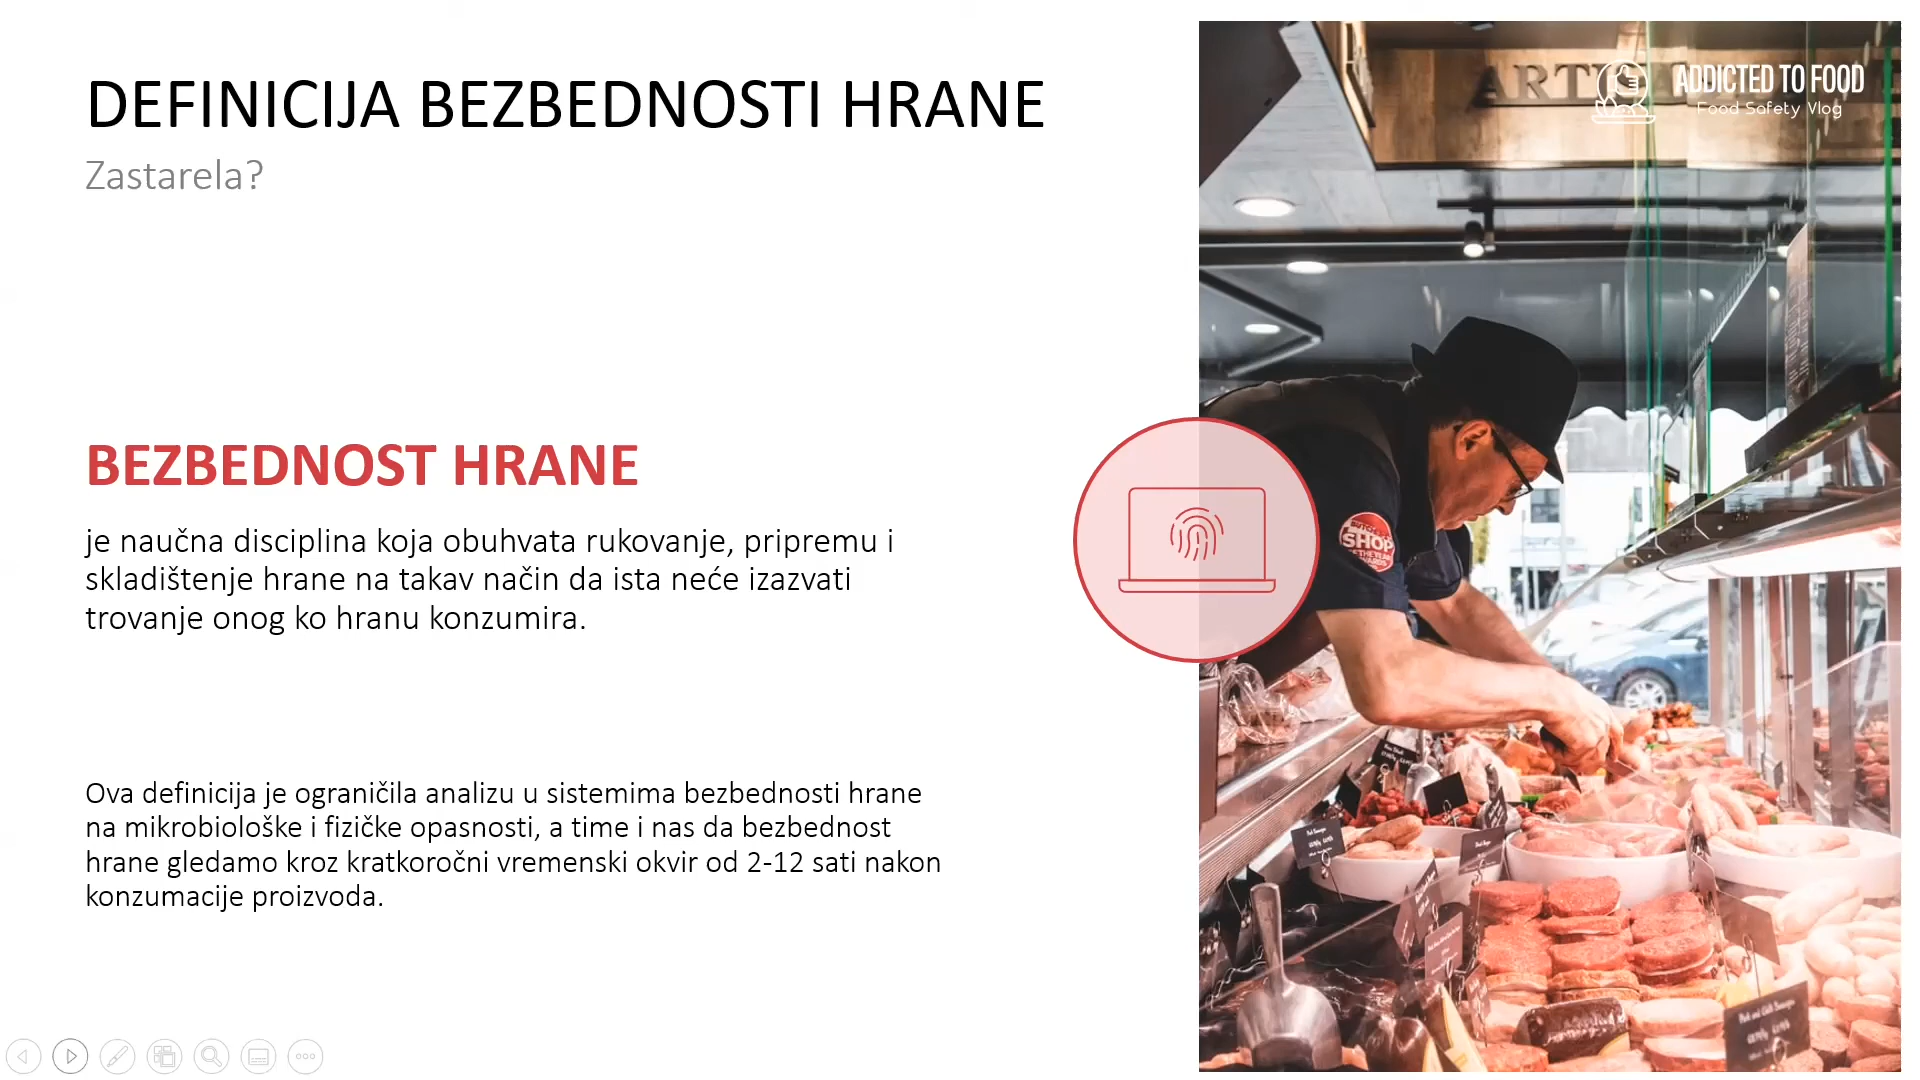 DEFINICIJA BEZBEDNOSTI HRANE
Zastarela?
BEZBEDNOST HRANE
je naučna disciplina koja obuhvata rukovanje, pripremu i
skladištenje hrane na takav način da ista neće izazvati
trovanje onog ko hranu konzumira.
Ova definicija je ograničila analizu u sistemima bezbednosti hrane
na mikrobiološke i fizičke opasnosti, a time i nas da bezbednost
hrane gledamo kroz kratkoročni vremenski okvir od 2-12 sati nakon
konzumacije proizvoda.
ART
ADDICTED TO FOOD
Food Safety Vlog
SHOP